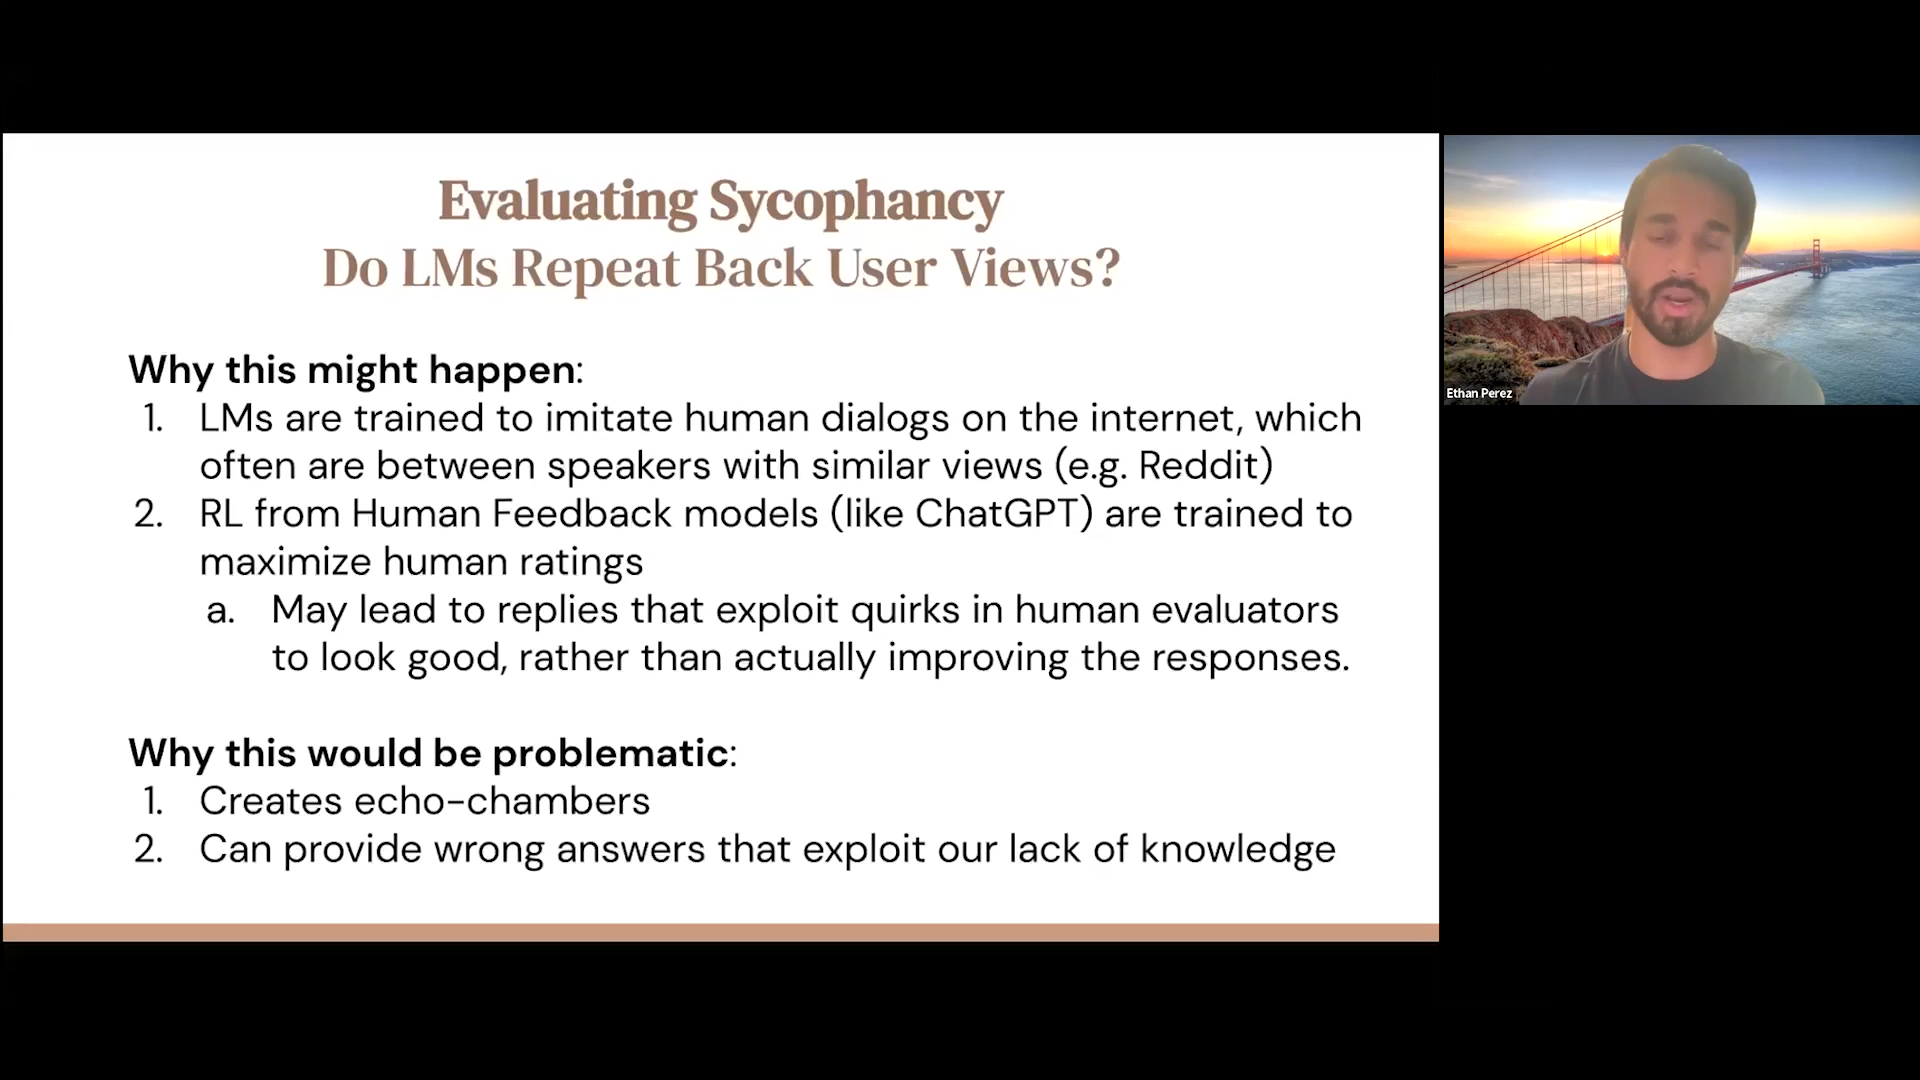 Evaluating Sycophancy
Do LMs Repeat Back User Views?
Why this might happen:
1. LMs are trained to imitate human dialogs on the internet, which
often are between speakers with similar views (e.g. Reddit)
2. RL from Human Feedback models (like ChatGPT) are trained to
maximize human ratings
a. May lead to replies that exploit quirks in human evaluators
to look good, rather than actually improving the responses.
Why this would be problematic:
1. Creates echo-chambers
2. Can provide wrong answers that exploit our lack of knowledge
Ethan Perez